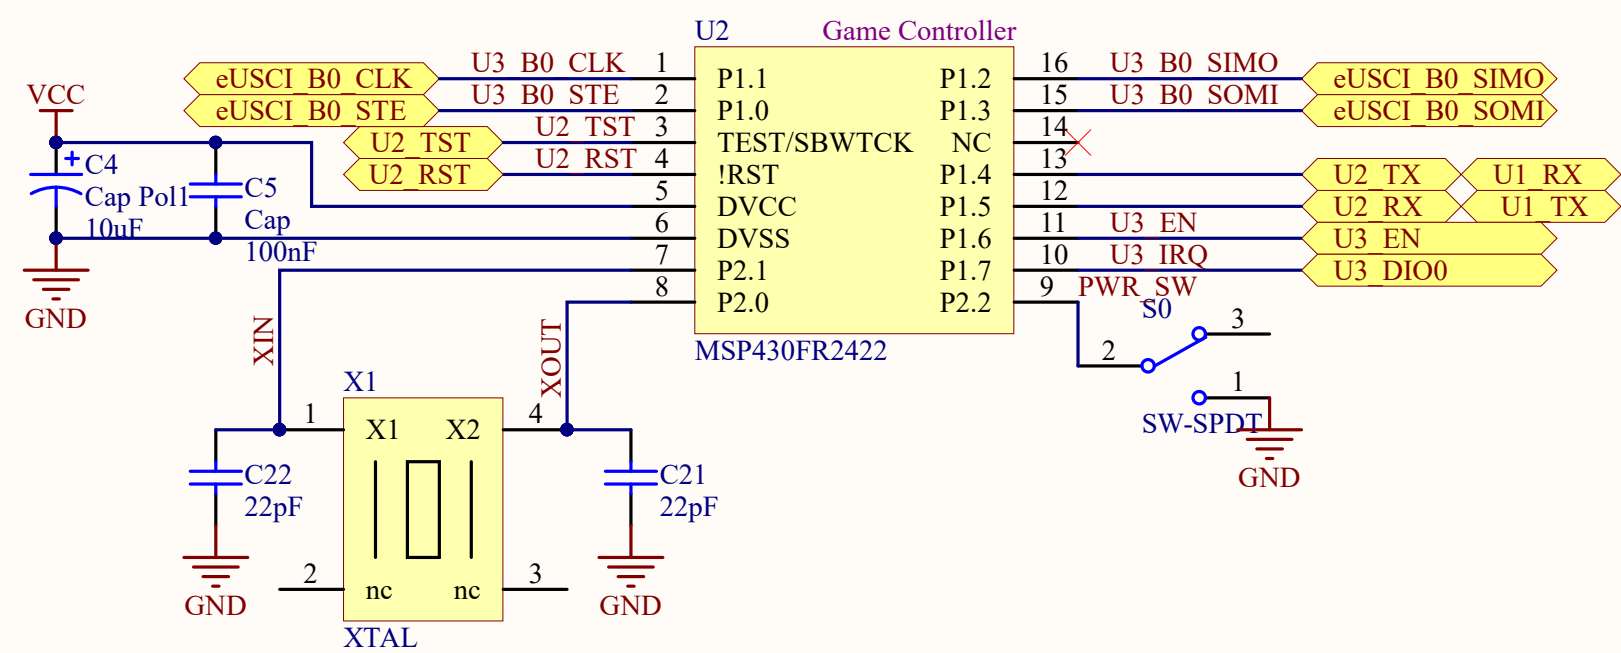 U2 Game Controller
eUSCI_B0_CLK U3_B0_CLK 1 P1.1 P1.2 16 U3_B0_SIMO eUSCI_B0_SIMO
VCC eUSCI_B0_STE U3_B0_STE 2 P1.0 P1.3 15 U3_B0_SOMI eUSCI_B0_SOMI
U2_TST U2_TST 3 TEST/SBWTCK NC 14
U2_RST U2_RST 4 !RST P1.4 13 U2_TX U1_RX
5 DVCC P1.5 12 U2_RX U1_TX
6 DVSS P1.6 11 U3_EN U3_EN
7 P2.1 P1.7 10 U3_IRQ U3_DIO0
8 P2.0 P2.2 9 PWR_SW
MSP430FR2422
+ C4
Cap Pol1
10uF
C5
Cap
100nF
GND
S0
3
2
1
SW-SPDT
GND
XIN
XOUT
X1
1 X1 X2 4
C22
22pF
GND
C21
22pF
GND
2 nc nc 3
XTAL